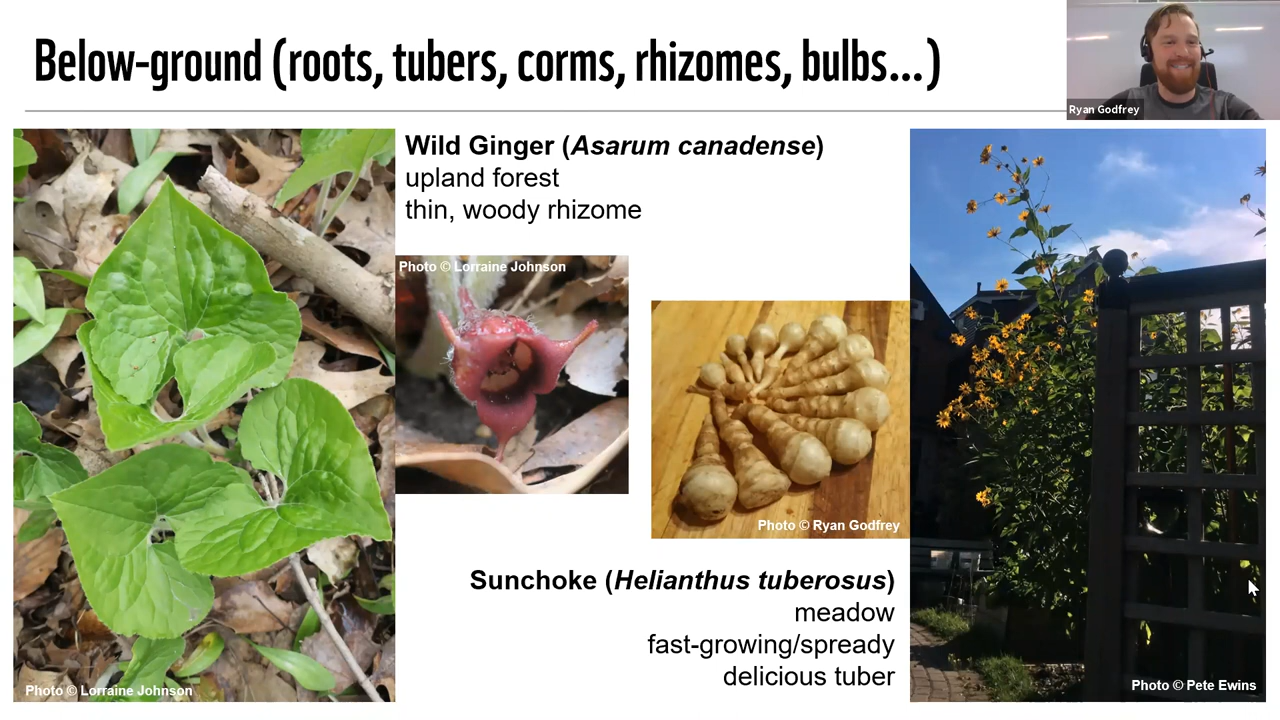 Below-ground (roots, tubers, corms, rhizomes, bulbs...)
Ryan Godfrey
Wild Ginger (Asarum canadense)
upland forest
thin, woody rhizome
Photo © Lorraine Johnson
Photo © Ryan Godfrey
Sunchoke (Helianthus tuberosus)
meadow
fast-growing/spready
delicious tuber
Photo © Lorraine Johnson
Photo © Pete Ewins